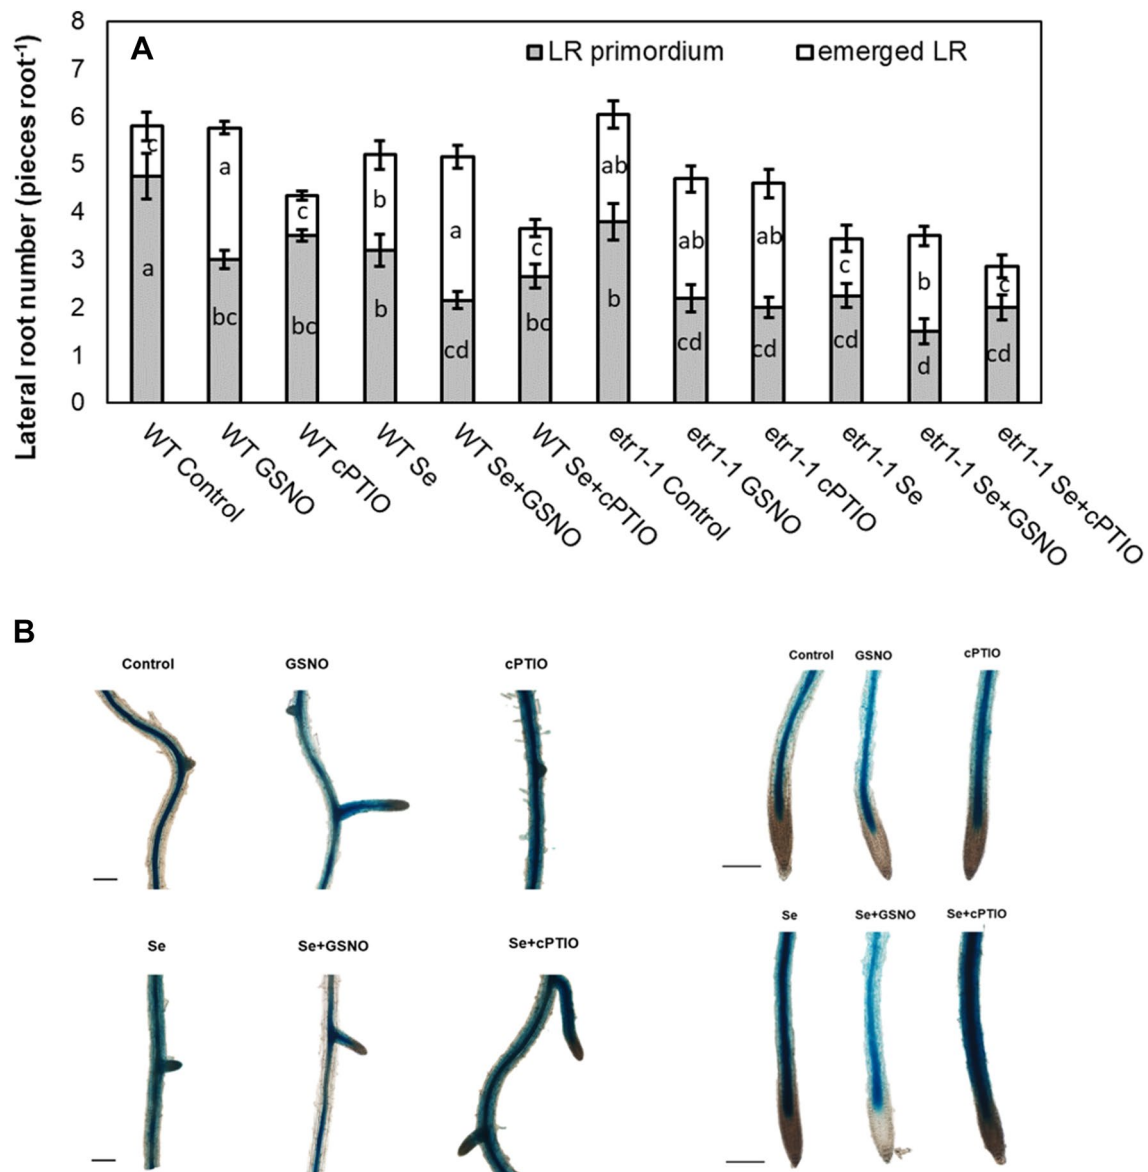 A
LR primordium emerged LR
Lateral root number (pieces root-1)
8
7
6
5
4
3
2
1
0
c
a
a
bc
c
bc
b
b
a
cd
c
bc
ab
b
ab
cd
ab
cd
c
cd
b
d
c
cd
WT Control
WT GSNO
WT cPTIO
WT Se
WT Se+GSNO
WT Se+cPTIO
etr1-1 Control
etr1-1 GSNO
etr1-1 cPTIO
etr1-1 Se
etr1-1 Se+GSNO
etr1-1 Se+cPTIO
B
Control GSNO cPTIO
Control GSNO cPTIO
Se Se+GSNO Se+cPTIO
Se Se+GSNO Se+cPTIO